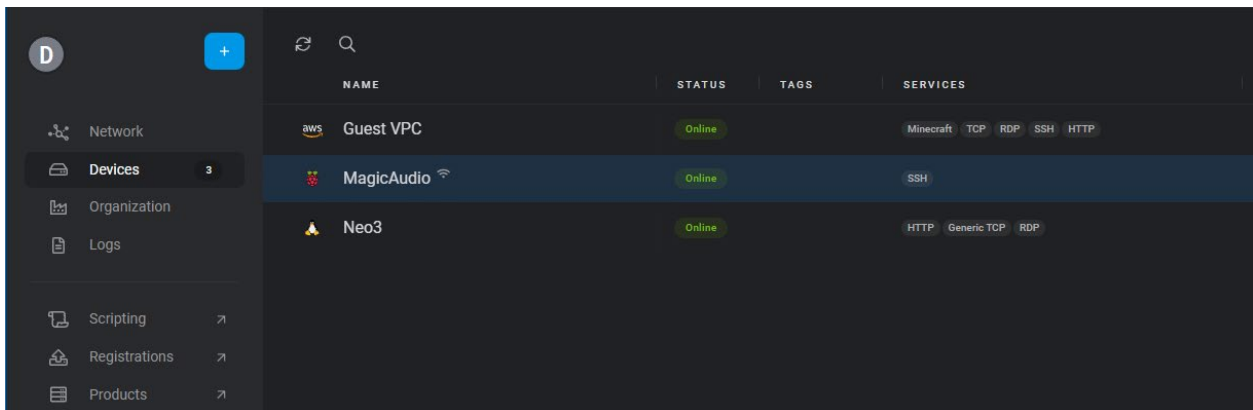 D
+
Network
Devices 3
Organization
Logs
Scripting
Registrations
Products
NAME STATUS TAGS SERVICES
aws Guest VPC Online Minecraft TCP RDP SSH HTTP
MagicAudio Online SSH
Neo3 Online HTTP Generic TCP RDP